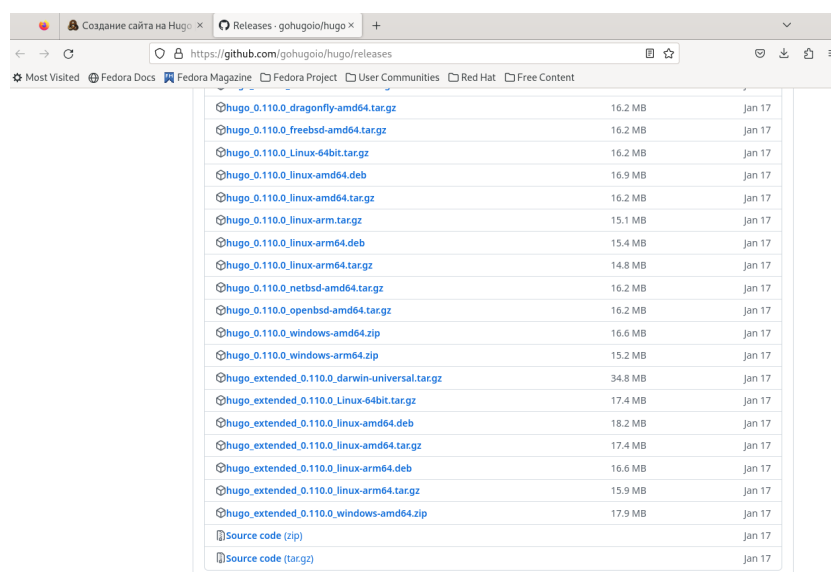 Создание сайта на Hugo
Releases · gohugoio/hugo
https://github.com/gohugoio/hugo/releases
Most Visited Fedora Docs Fedora Magazine Fedora Project User Communities Red Hat Free Content
hugo_0.110.0_dragonfly-amd64.tar.gz 16.2 MB Jan 17
hugo_0.110.0_freebsd-amd64.tar.gz 16.2 MB Jan 17
hugo_0.110.0_Linux-64bit.tar.gz 16.2 MB Jan 17
hugo_0.110.0_linux-amd64.deb 16.9 MB Jan 17
hugo_0.110.0_linux-amd64.tar.gz 16.2 MB Jan 17
hugo_0.110.0_linux-arm.tar.gz 15.1 MB Jan 17
hugo_0.110.0_linux-arm64.deb 15.4 MB Jan 17
hugo_0.110.0_linux-arm64.tar.gz 14.8 MB Jan 17
hugo_0.110.0_netbsd-amd64.tar.gz 16.2 MB Jan 17
hugo_0.110.0_openbsd-amd64.tar.gz 16.2 MB Jan 17
hugo_0.110.0_windows-amd64.zip 16.6 MB Jan 17
hugo_0.110.0_windows-arm64.zip 15.2 MB Jan 17
hugo_extended_0.110.0_darwin-universal.tar.gz 34.8 MB Jan 17
hugo_extended_0.110.0_Linux-64bit.tar.gz 17.4 MB Jan 17
hugo_extended_0.110.0_linux-amd64.deb 18.2 MB Jan 17
hugo_extended_0.110.0_linux-amd64.tar.gz 17.4 MB Jan 17
hugo_extended_0.110.0_linux-arm64.deb 16.6 MB Jan 17
hugo_extended_0.110.0_linux-arm64.tar.gz 15.9 MB Jan 17
hugo_extended_0.110.0_windows-amd64.zip 17.9 MB Jan 17
Source code (zip) Jan 17
Source code (tar.gz) Jan 17